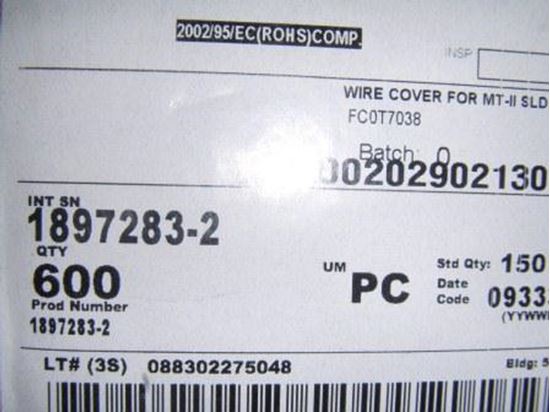 2002/95/EC(ROHS)COMP.
INSP
WIRE COVER FOR MT-II SLD
FC0T7038
Batch: 0
00202902130
INT SN
1897283-2
QTY
600
UM PC
Std Qty: 150
Date Code 0933
(YYWW
Prod Number
1897283-2
LT# (3S) 088302275048
Bldg: 5